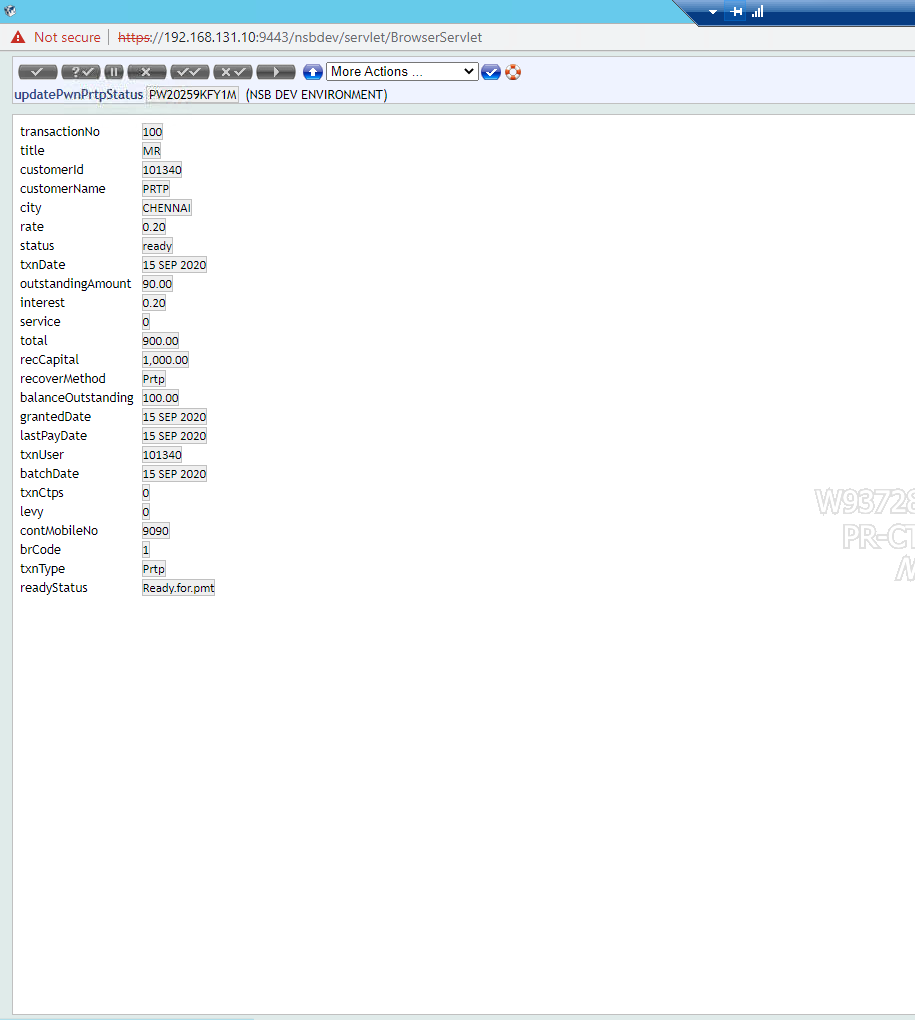 Not secure | https://192.168.131.10:9443/nsbdev/servlet/BrowserServlet
More Actions ...
updatePwnPrtpStatus PW20259KFY1M (NSB DEV ENVIRONMENT)
transactionNo 100
title MR
customerId 101340
customerName PRTP
city CHENNAI
rate 0.20
status ready
txnDate 15 SEP 2020
outstandingAmount 90.00
interest 0.20
service 0
total 900.00
recCapital 1,000.00
recoverMethod Prtp
balanceOutstanding 100.00
grantedDate 15 SEP 2020
lastPayDate 15 SEP 2020
txnUser 101340
batchDate 15 SEP 2020
txnCtps 0
levy 0
contMobileNo 9090
brCode 1
txnType Prtp
readyStatus Ready.for.pmt
W93728
PR-CT